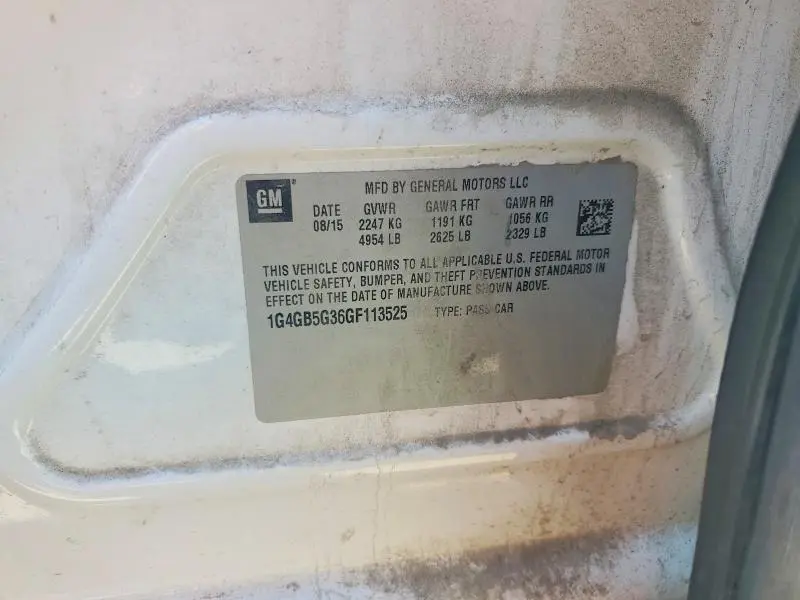 GM
MFD BY GENERAL MOTORS LLC
DATE GVWR GAWR FRT GAWR RR
08/15 2247 KG 1191 KG 1056 KG
4954 LB 2625 LB 2329 LB
THIS VEHICLE CONFORMS TO ALL APPLICABLE U.S. FEDERAL MOTOR
VEHICLE SAFETY, BUMPER, AND THEFT PREVENTION STANDARDS IN
EFFECT ON THE DATE OF MANUFACTURE SHOWN ABOVE.
1G4GB5G36GF113525 TYPE: PASS CAR